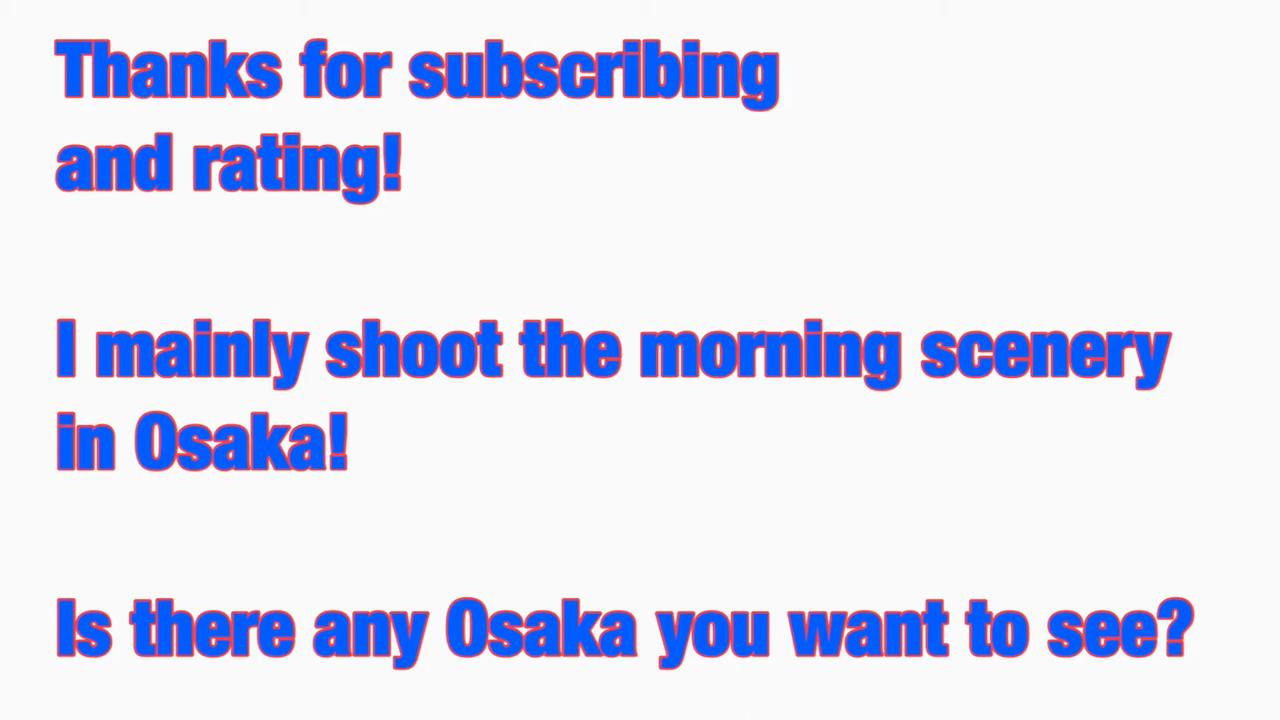 Thanks for subscribing
and rating!
I mainly shoot the morning scenery
in Osaka!
Is there any Osaka you want to see?